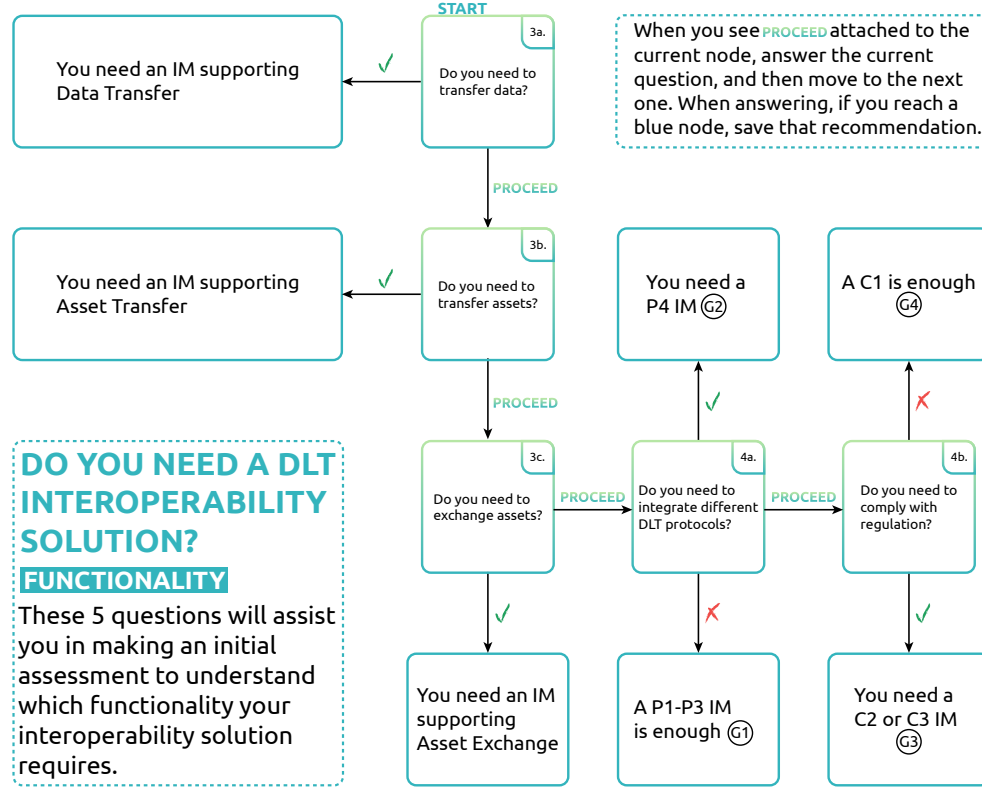 START
3a.
Do you need to
transfer data?
You need an IM supporting
Data Transfer
When you see PROCEED attached to the
current node, answer the current
question, and then move to the next
one. When answering, if you reach a
blue node, save that recommendation.
PROCEED
3b.
Do you need to
transfer assets?
You need an IM supporting
Asset Transfer
You need a
P4 IM G2
A C1 is enough
G4
PROCEED
DO YOU NEED A DLT
INTEROPERABILITY
SOLUTION?
FUNCTIONALITY
These 5 questions will assist
you in making an initial
assessment to understand
which functionality your
interoperability solution
requires.
3c.
Do you need to
exchange assets?
PROCEED
4a.
Do you need to
integrate different
DLT protocols?
PROCEED
4b.
Do you need to
comply with
regulation?
You need an IM
supporting
Asset Exchange
A P1-P3 IM
is enough G1
You need a
C2 or C3 IM
G3